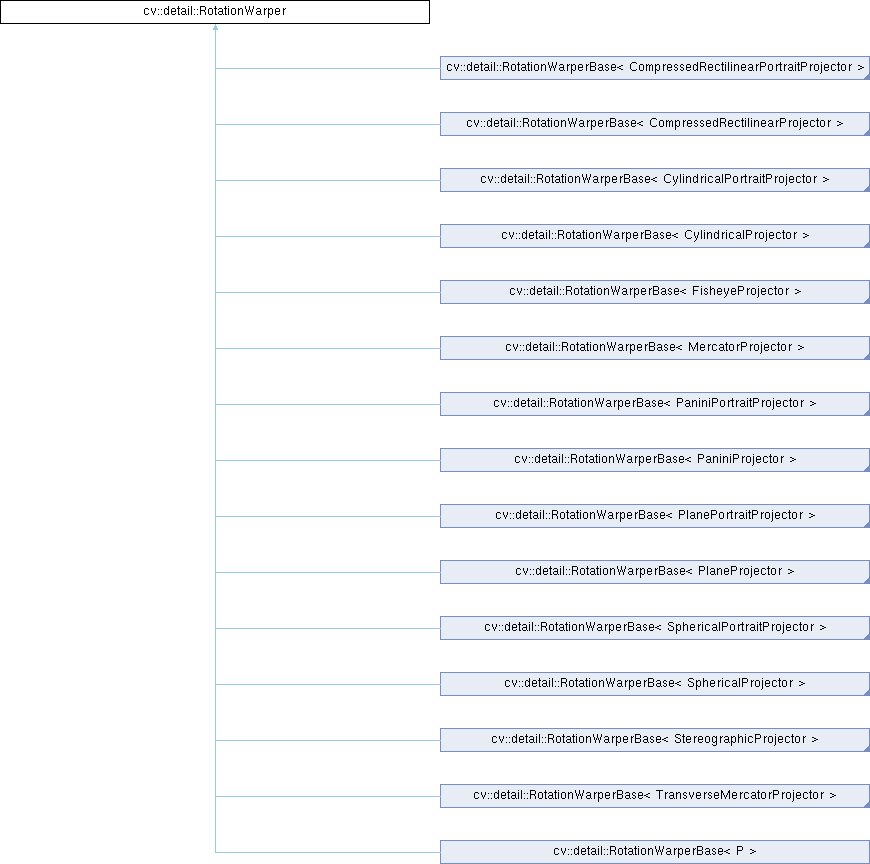 cv::detail::RotationWarper
cv::detail::RotationWarperBase< CompressedRectilinearPortraitProjector >
cv::detail::RotationWarperBase< CompressedRectilinearProjector >
cv::detail::RotationWarperBase< CylindricalPortraitProjector >
cv::detail::RotationWarperBase< CylindricalProjector >
cv::detail::RotationWarperBase< FisheyeProjector >
cv::detail::RotationWarperBase< MercatorProjector >
cv::detail::RotationWarperBase< PaniniPortraitProjector >
cv::detail::RotationWarperBase< PaniniProjector >
cv::detail::RotationWarperBase< PlanePortraitProjector >
cv::detail::RotationWarperBase< PlaneProjector >
cv::detail::RotationWarperBase< SphericalPortraitProjector >
cv::detail::RotationWarperBase< SphericalProjector >
cv::detail::RotationWarperBase< StereographicProjector >
cv::detail::RotationWarperBase< TransverseMercatorProjector >
cv::detail::RotationWarperBase< P >